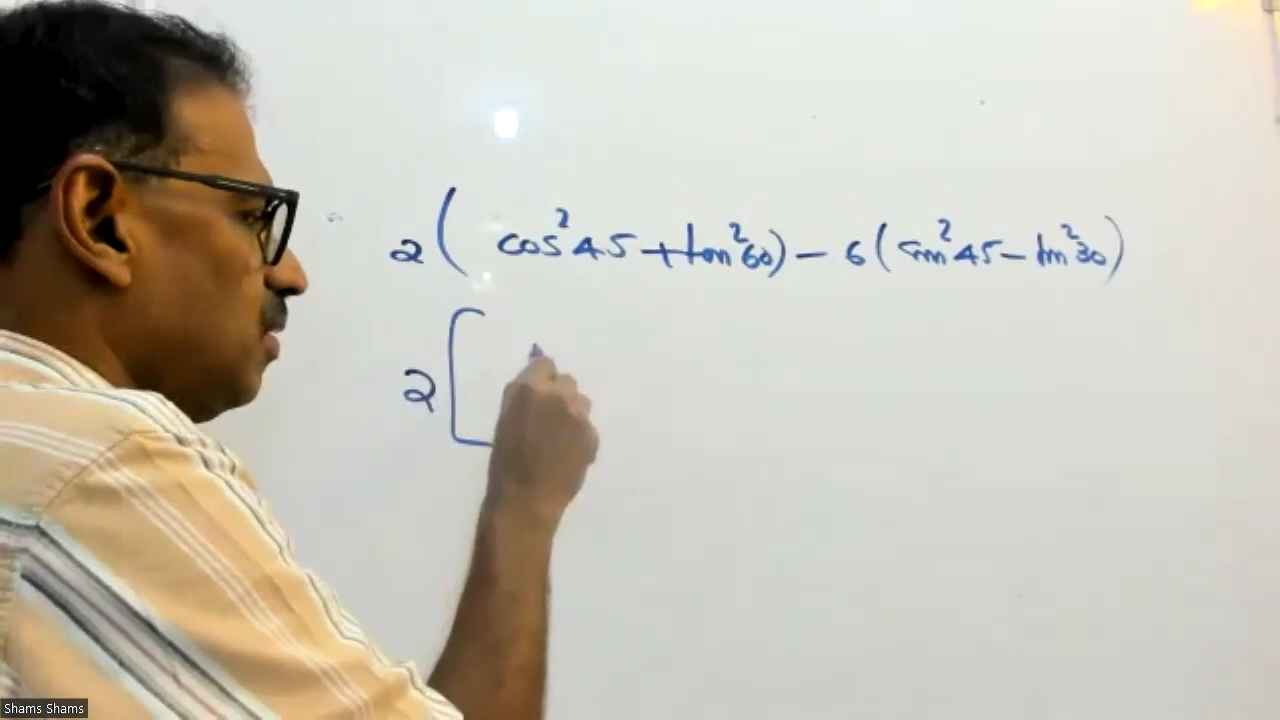 2 ( cos²45 + tan²60) – 6 (sin²45 – tan²30)
2 [
Shams Shams